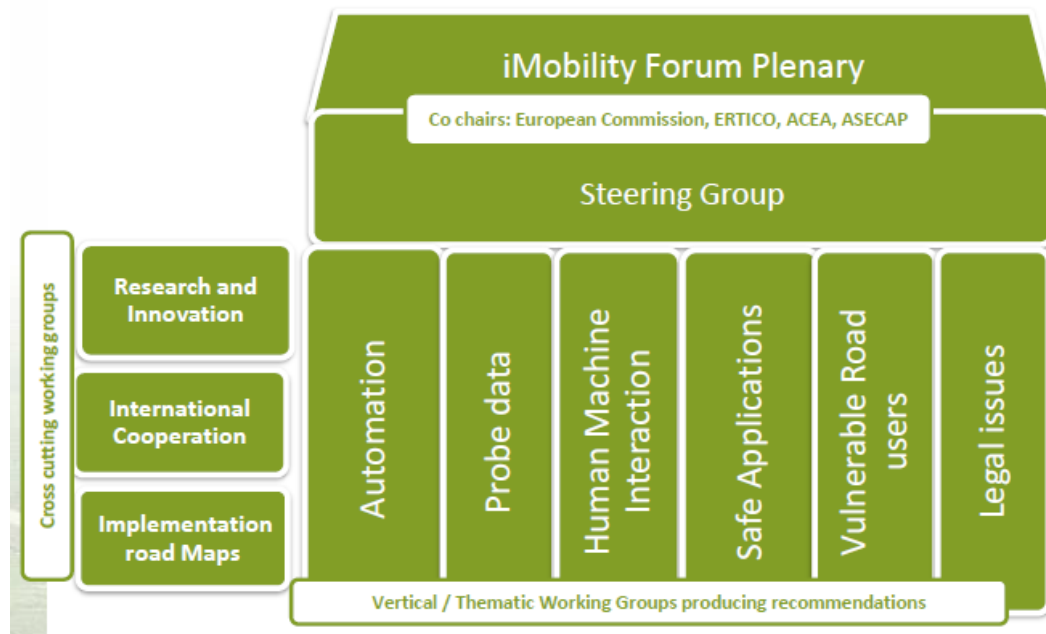 iMobility Forum Plenary
Co chairs: European Commission, ERTICO, ACEA, ASECAP
Steering Group
Cross cutting working groups
Research and
Innovation
International
Cooperation
Implementation
road Maps
Automation
Probe data
Human Machine
Interaction
Safe Applications
Vulnerable Road
users
Legal issues
Vertical / Thematic Working Groups producing recommendations